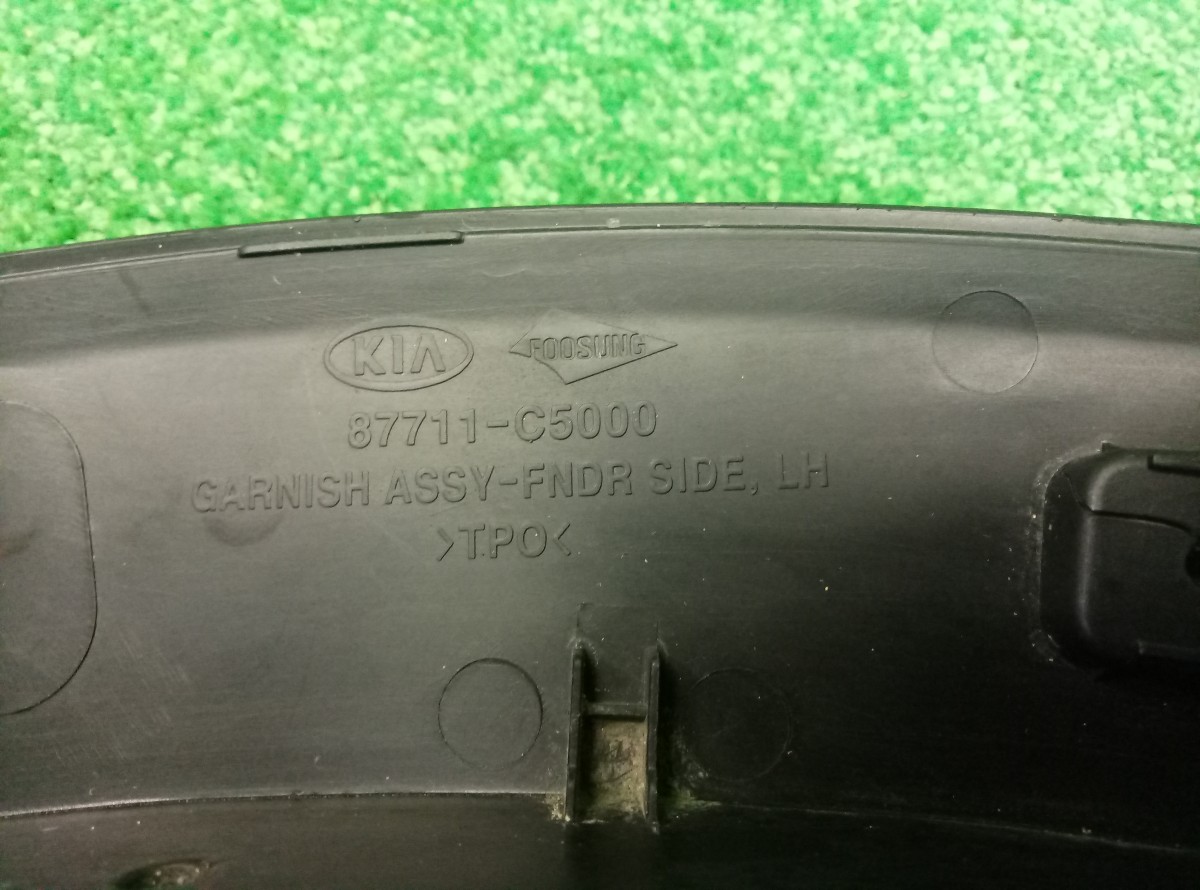 KIA FOOSUNG
87711-C5000
GARNISH ASSY-FNDR SIDE, LH
>TPO<